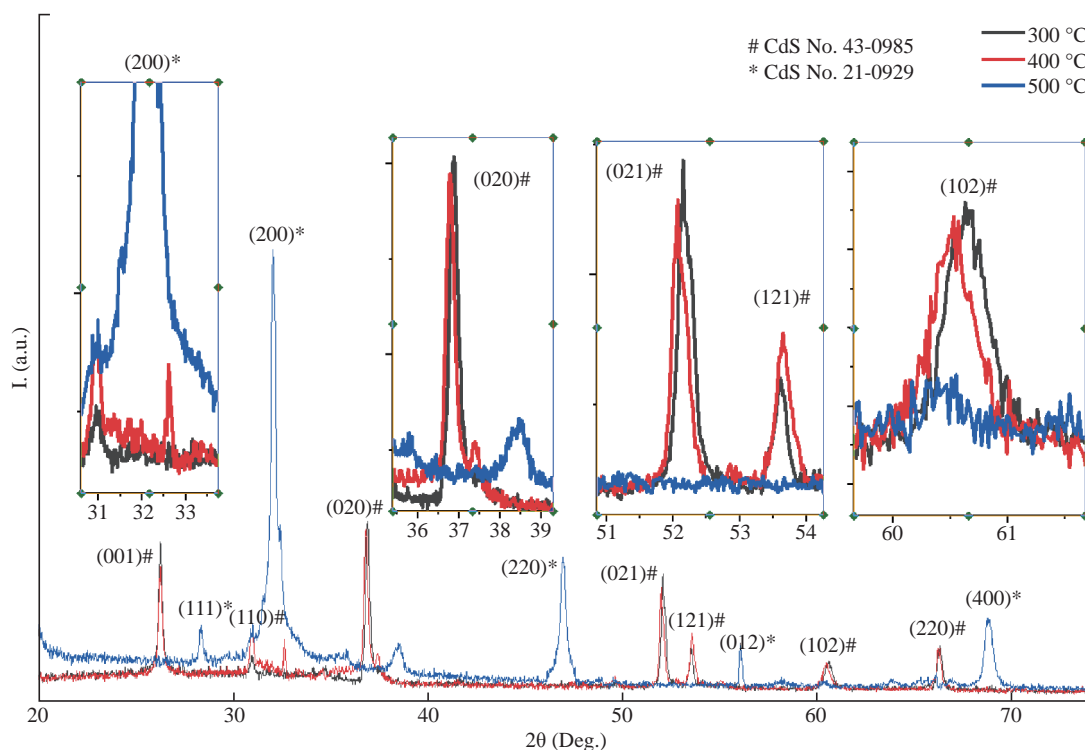 # CdS No. 43-0985
* CdS No. 21-0929
300 °C
400 °C
500 °C
(200)*
31 32 33
(020)#
36 37 38 39
(021)#
(121)#
51 52 53 54
(102)#
60 61
(001)#
(111)*
(110)#
(200)*
(020)#
(220)*
(021)#
(121)#
(012)*
(102)#
(220)#
(400)*
I. (a.u.)
20 30 40 50 60 70
2θ (Deg.)